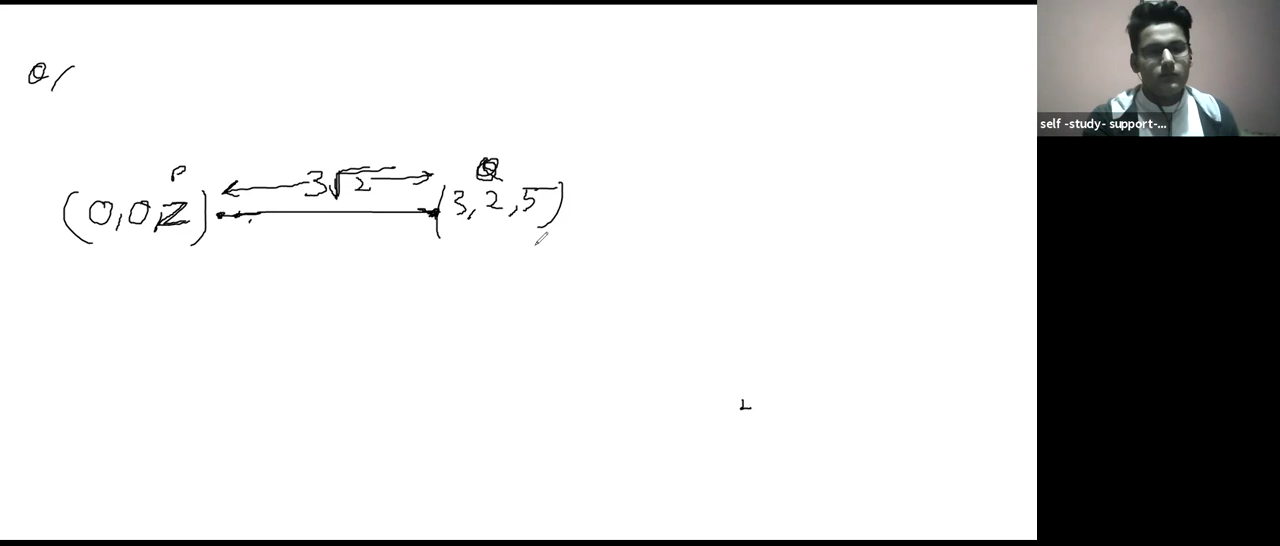 Q/
P 3√2 Q
(0,0,z) (3,2,5)
L
self -study- support-...